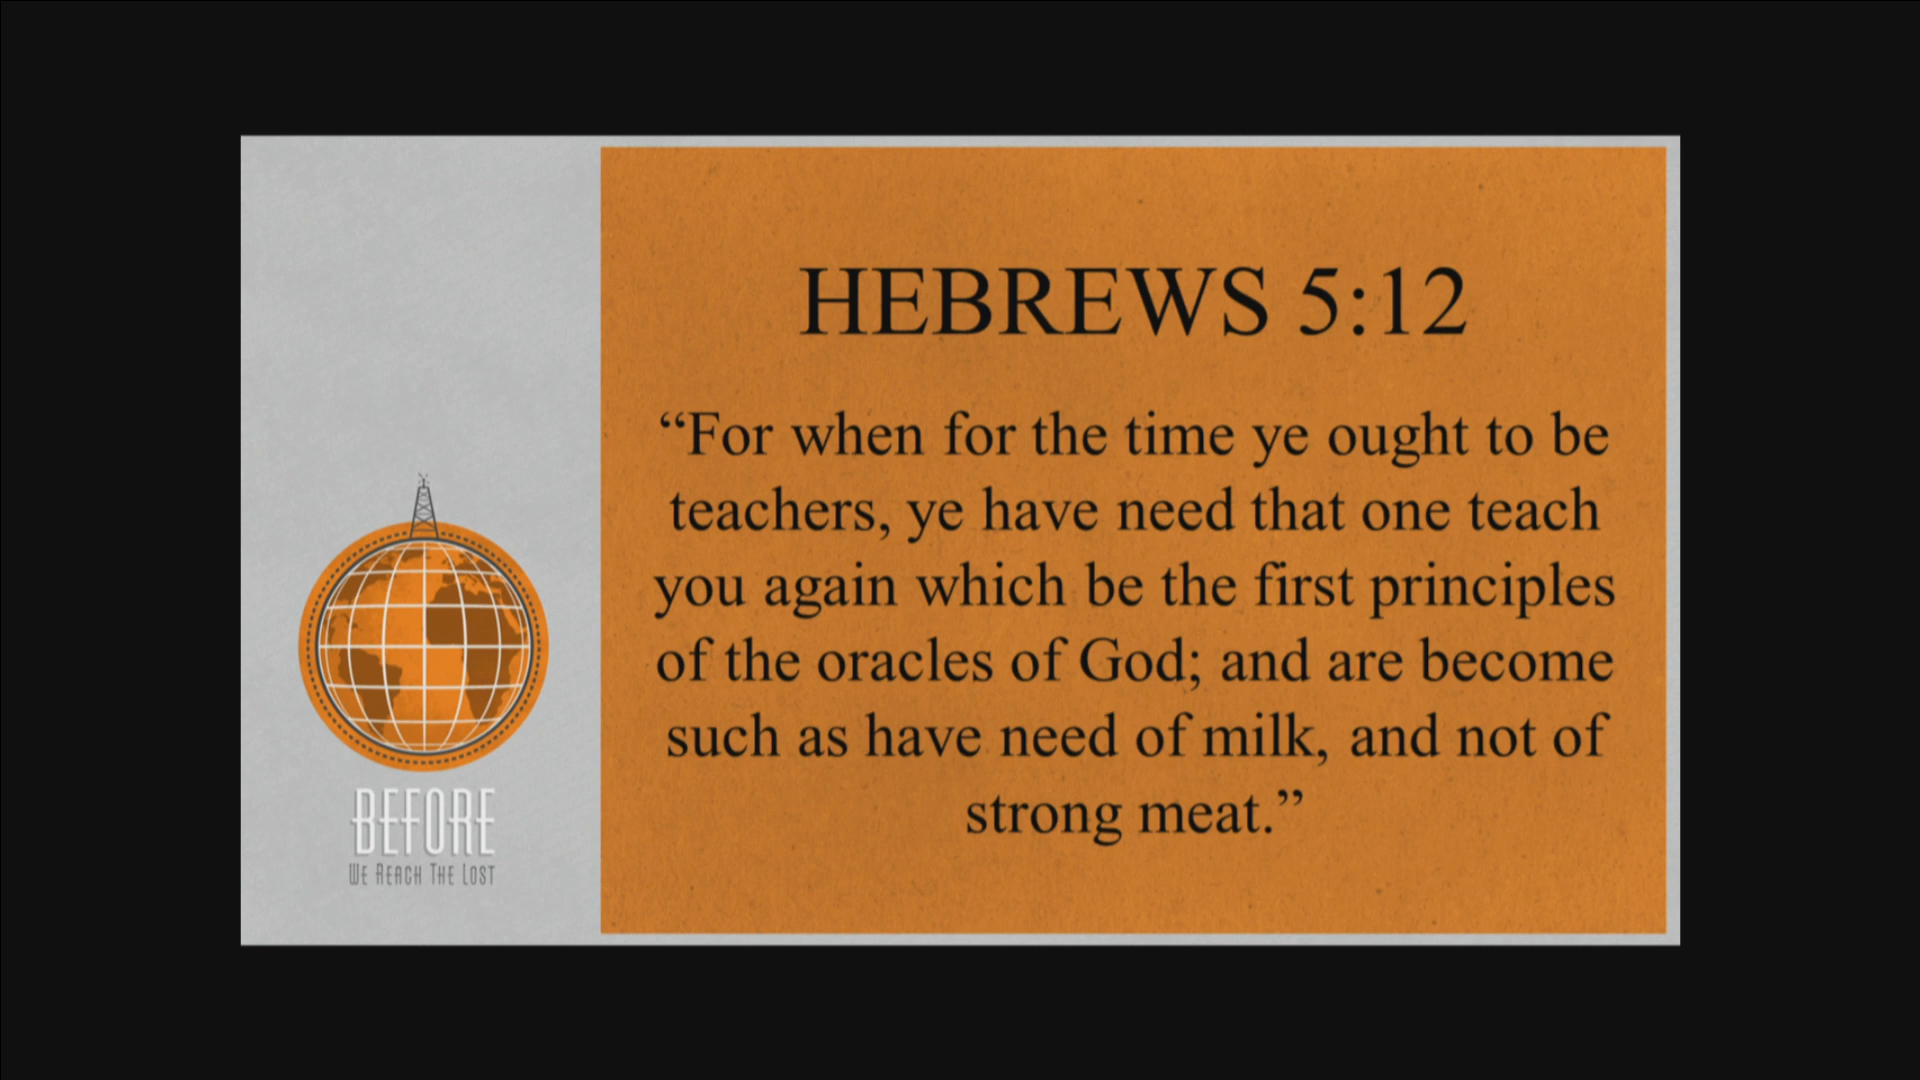 HEBREWS 5:12
“For when for the time ye ought to be
teachers, ye have need that one teach
you again which be the first principles
of the oracles of God; and are become
such as have need of milk, and not of
strong meat.”
BEFORE
WE REACH THE LOST